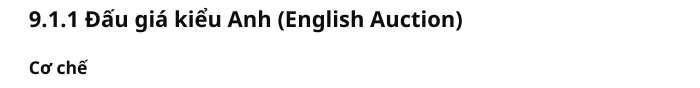 9.1.1 Đấu giá kiểu Anh (English Auction)
Cơ chế